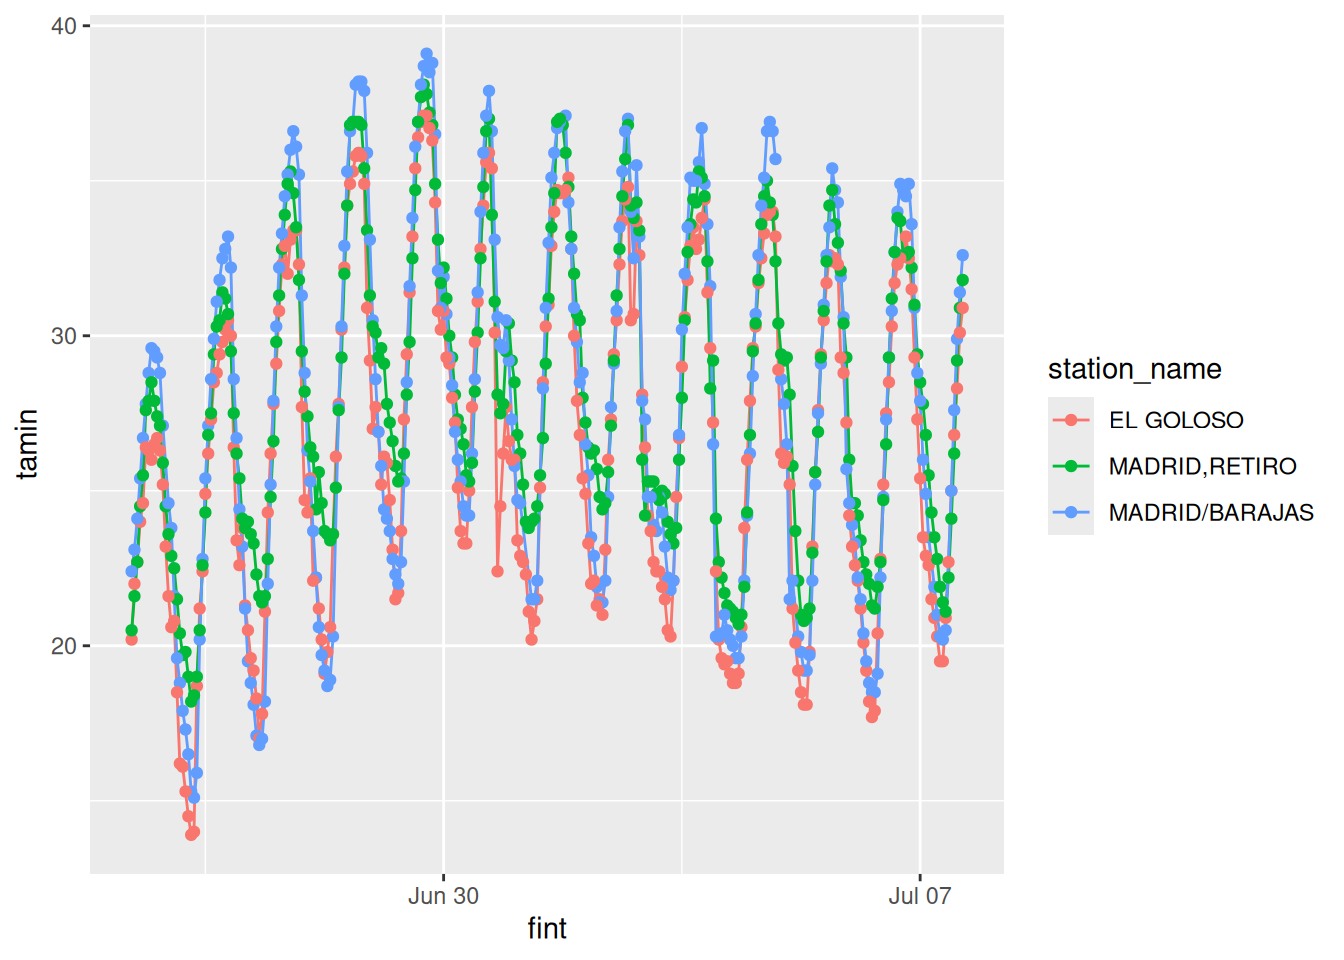 40
30
20
tamin
Jun 30
Jul 07
fint
station_name
EL GOLOSO
MADRID,RETIRO
MADRID/BARAJAS